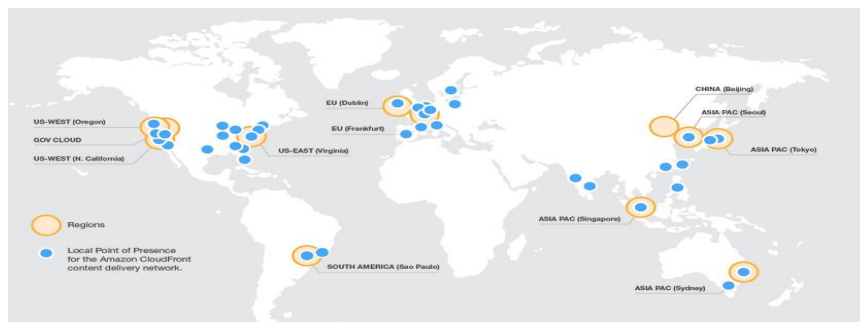 CHINA (Beijing)
EU (Dublin)
ASIA PAC (Seoul)
US-WEST (Oregon)
EU (Frankfurt)
GOV CLOUD
US-EAST (Virginia)
ASIA PAC (Tokyo)
US-WEST (N. California)
ASIA PAC (Singapore)
Regions
Local Point of Presence
for the Amazon CloudFront
content delivery network.
SOUTH AMERICA (Sao Paulo)
ASIA PAC (Sydney)